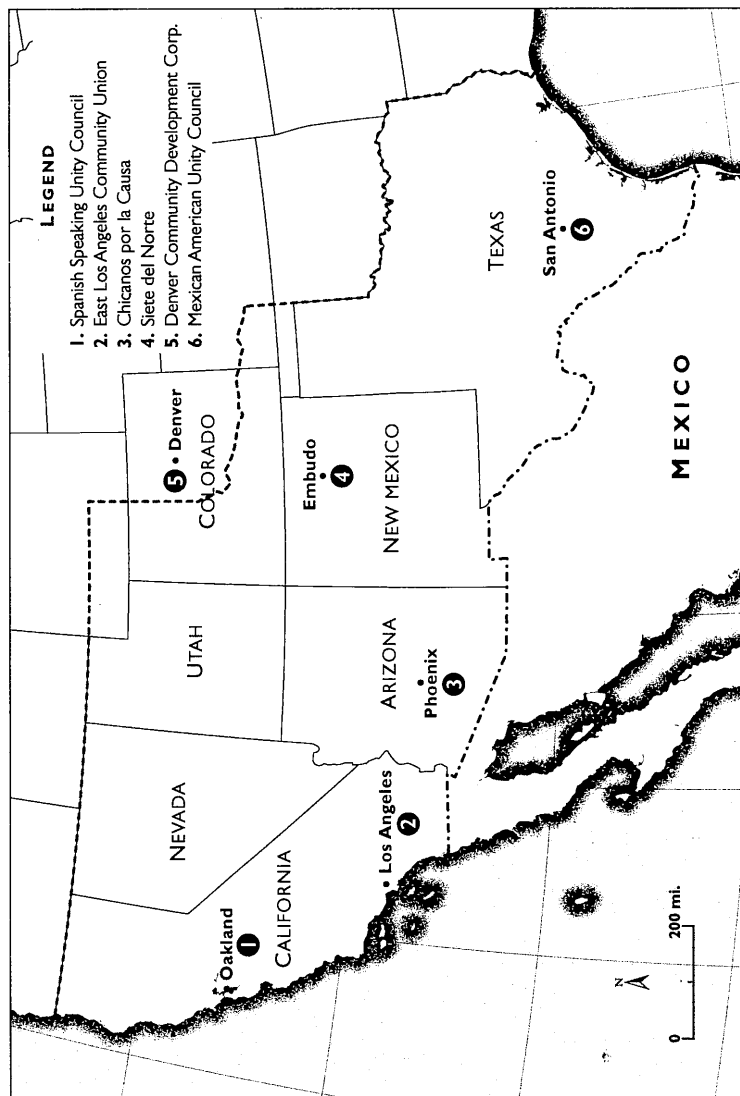 LEGEND
1. Spanish Speaking Unity Council
2. East Los Angeles Community Union
3. Chicanos por la Causa
4. Siete del Norte
5. Denver Community Development Corp.
6. Mexican American Unity Council
NEVADA
UTAH
5
Denver
COLORADO
Oakland
1
CALIFORNIA
Embudo
4
Los Angeles
2
ARIZONA
Phoenix
3
NEW MEXICO
TEXAS
San Antonio
6
MEXICO
N
0 200 mi.